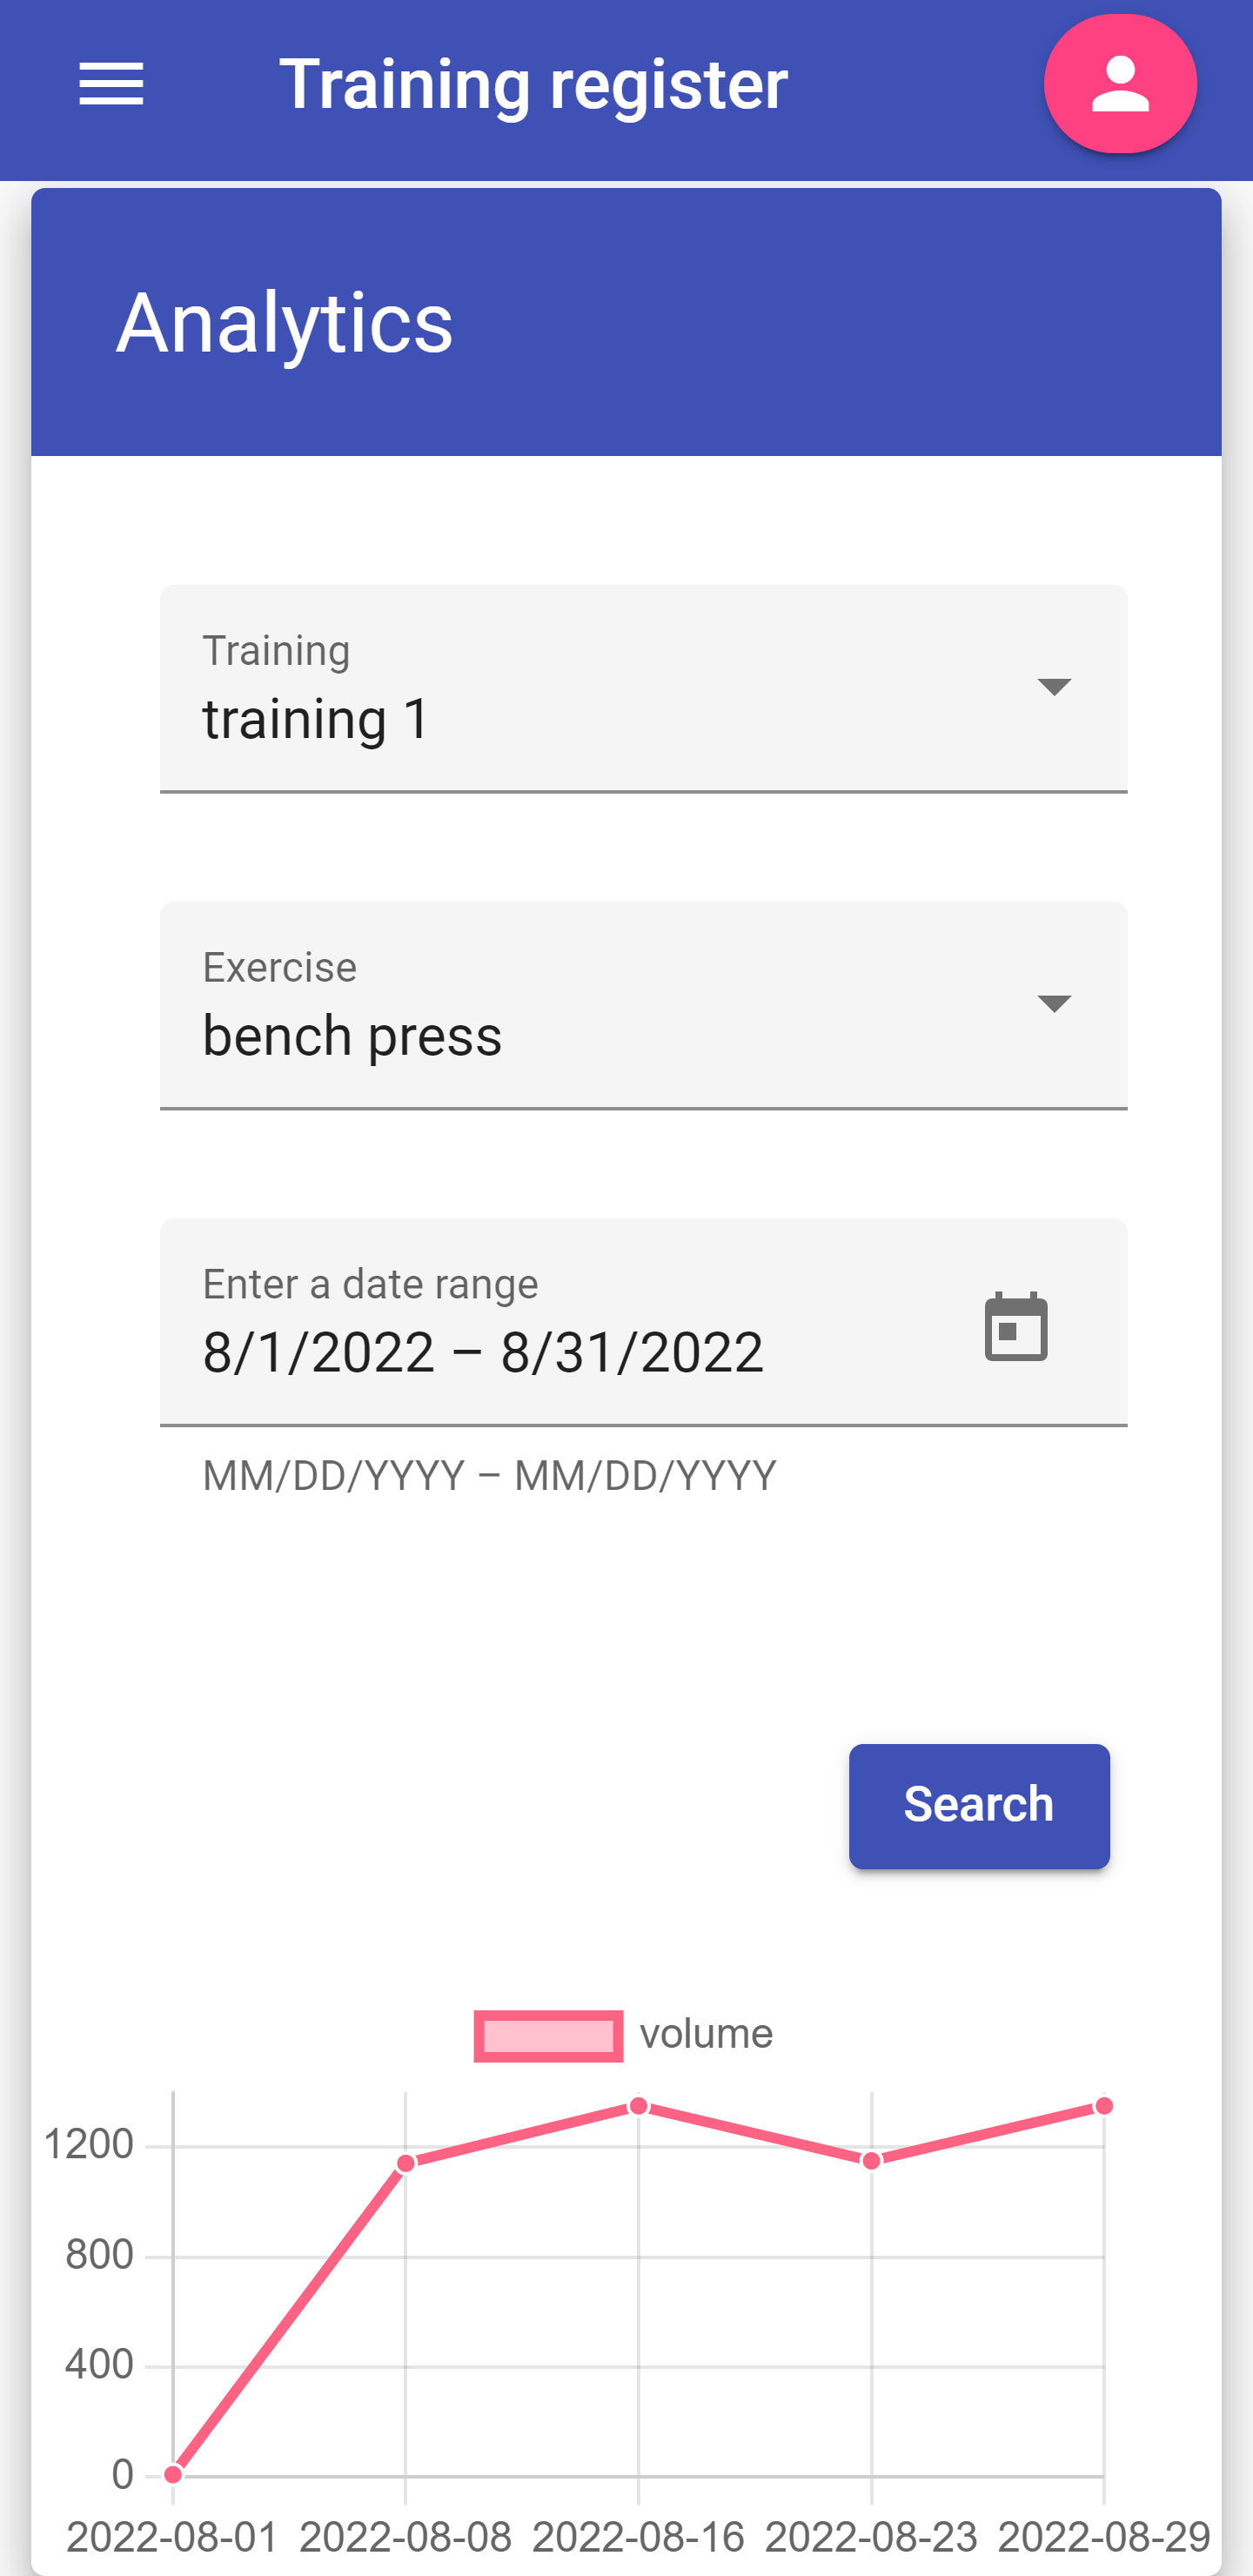 Training register
Analytics
Training
training 1
Exercise
bench press
Enter a date range
8/1/2022 – 8/31/2022
MM/DD/YYYY – MM/DD/YYYY
Search
volume
1200
800
400
0
2022-08-01 2022-08-08 2022-08-16 2022-08-23 2022-08-29